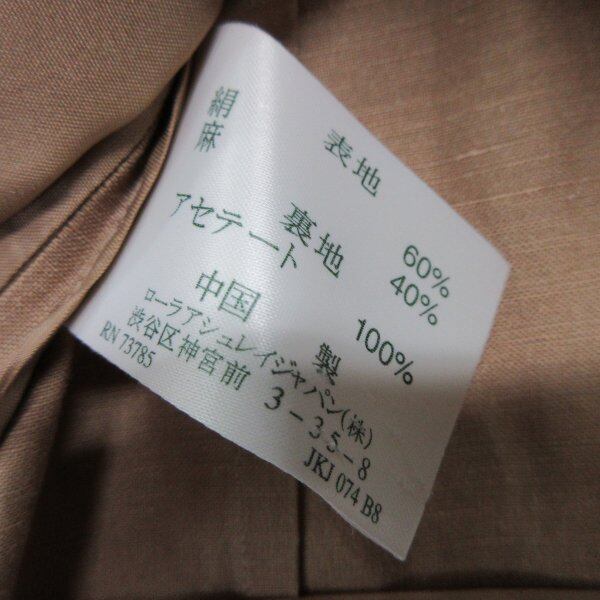 表地
絹 60%
麻 40%
裏地
アセテート 100%
中国製
ローラアシュレイジャパン(株)
渋谷区神宮前3-35-8
RN 73785 JKJ 074 B8